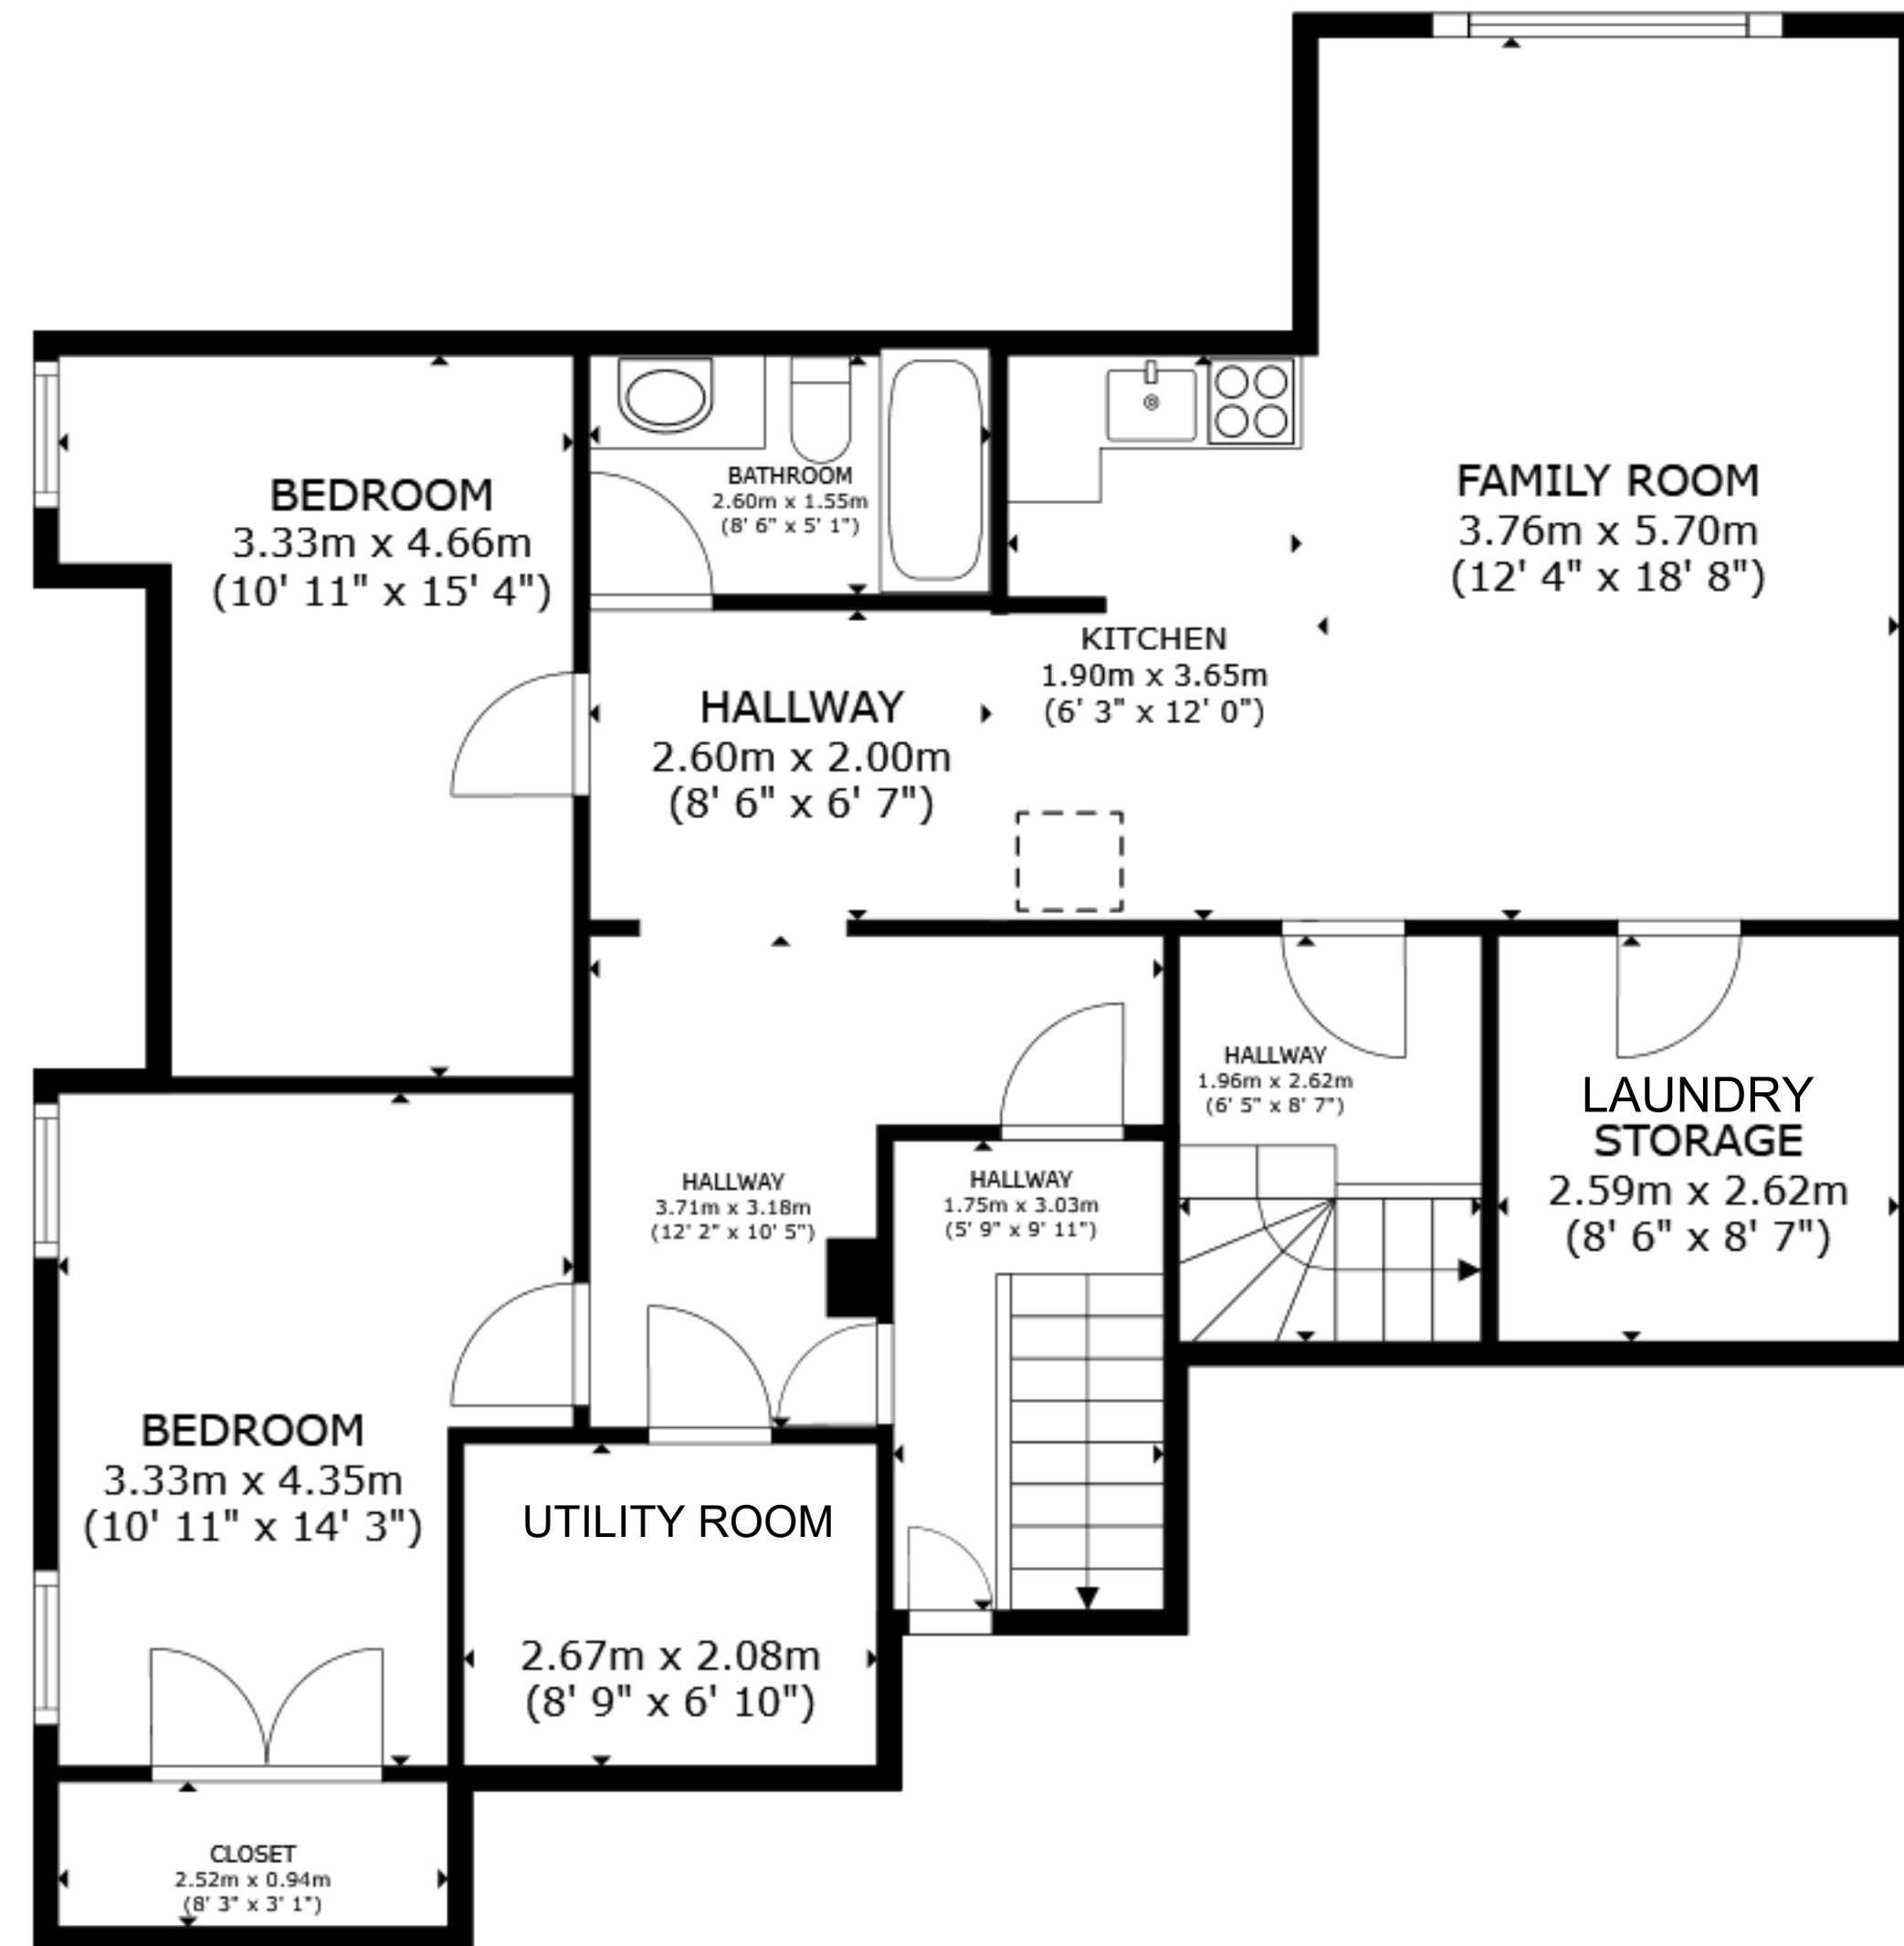 BEDROOM
3.33m x 4.66m
(10' 11" x 15' 4")
BATHROOM
2.60m x 1.55m
(8' 6" x 5' 1")
FAMILY ROOM
3.76m x 5.70m
(12' 4" x 18' 8")
KITCHEN
1.90m x 3.65m
(6' 3" x 12' 0")
HALLWAY
2.60m x 2.00m
(8' 6" x 6' 7")
HALLWAY
1.96m x 2.62m
(6' 5" x 8' 7")
LAUNDRY
STORAGE
2.59m x 2.62m
(8' 6" x 8' 7")
HALLWAY
3.71m x 3.18m
(12' 2" x 10' 5")
HALLWAY
1.75m x 3.03m
(5' 9" x 9' 11")
BEDROOM
3.33m x 4.35m
(10' 11" x 14' 3")
UTILITY ROOM
2.67m x 2.08m
(8' 9" x 6' 10")
CLOSET
2.52m x 0.94m
(8' 3" x 3' 1")